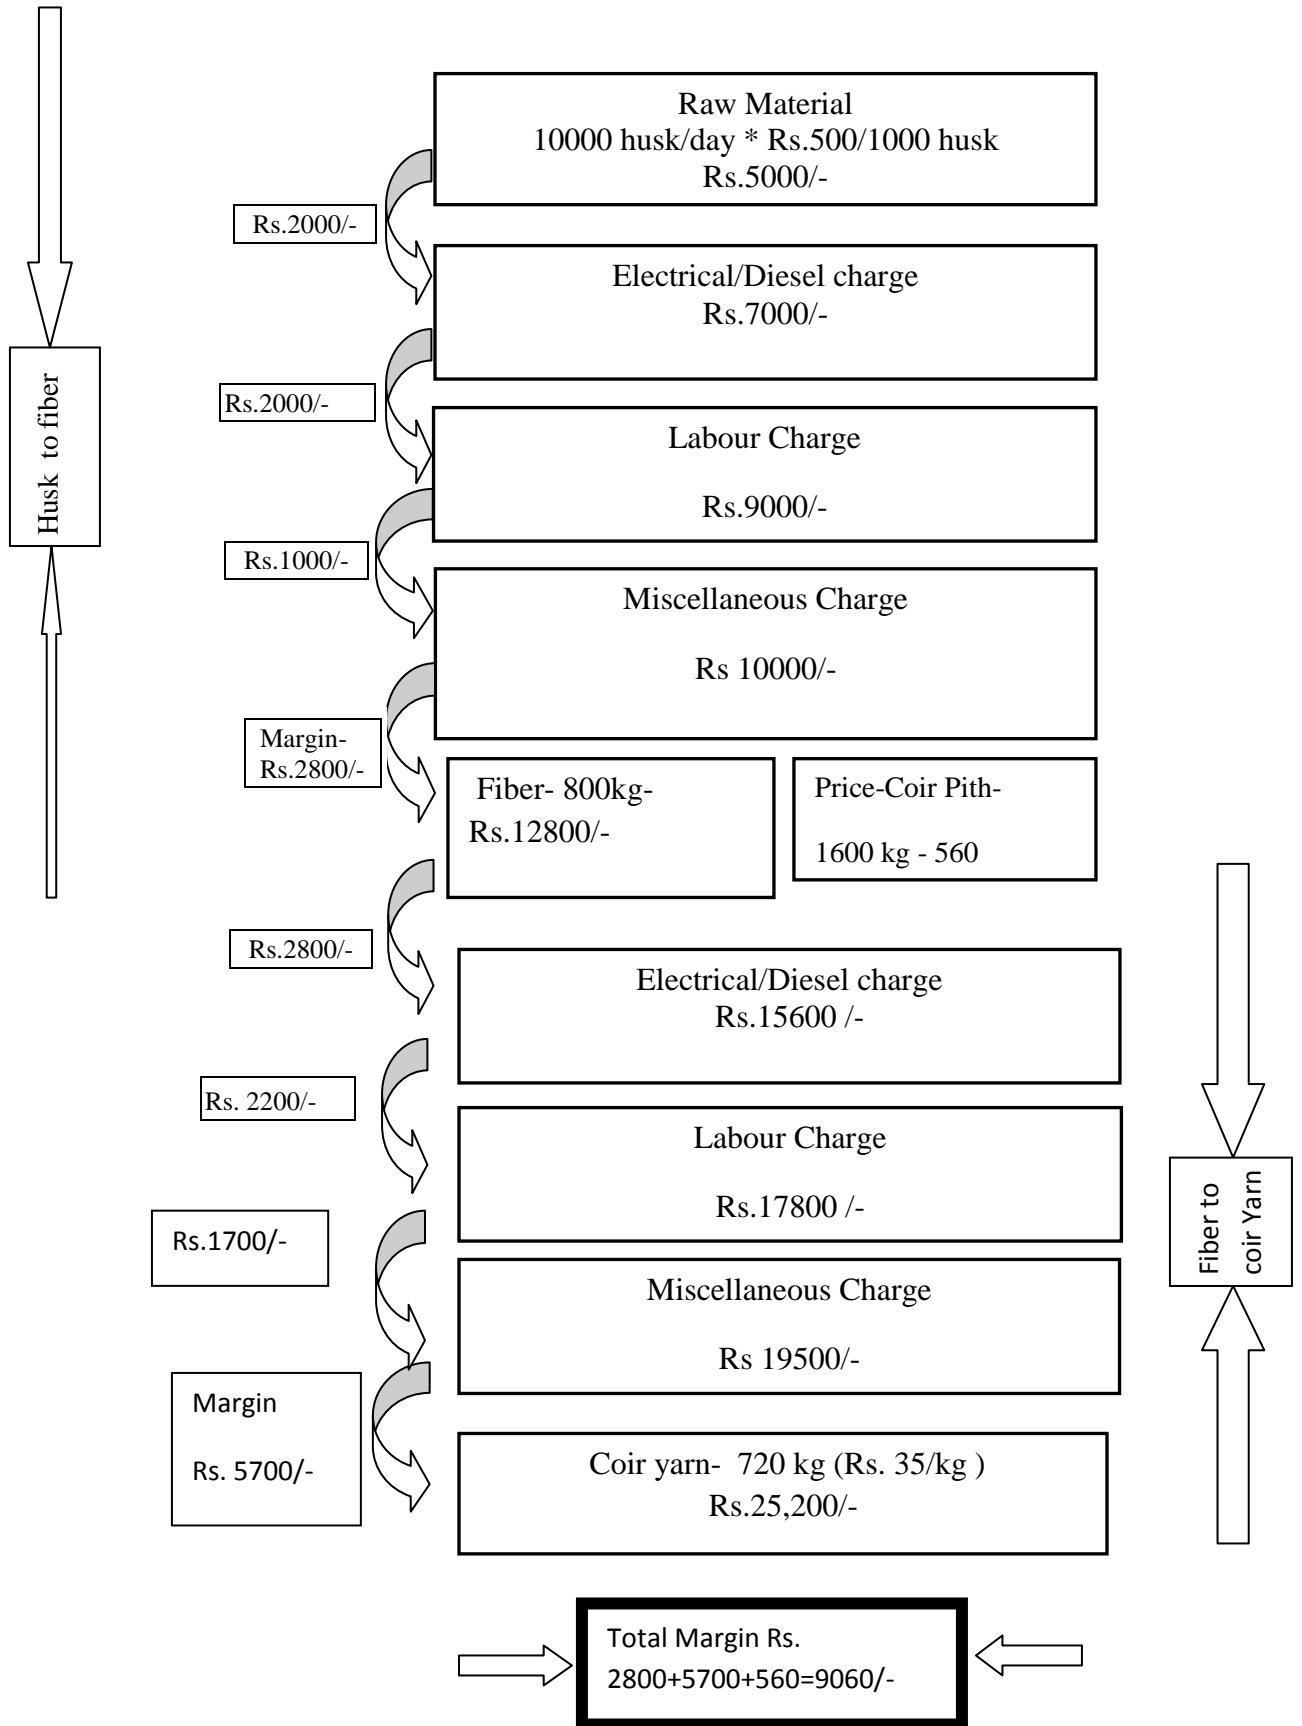 Raw Material
10000 husk/day * Rs.500/1000 husk
Rs.5000/-
Rs.2000/-
Electrical/Diesel charge
Rs.7000/-
Husk to fiber
Rs.2000/-
Labour Charge
Rs.9000/-
Rs.1000/-
Miscellaneous Charge
Rs 10000/-
Margin-
Rs.2800/-
Fiber- 800kg-
Rs.12800/-
Price-Coir Pith-
1600 kg - 560
Rs.2800/-
Electrical/Diesel charge
Rs.15600 /-
Rs. 2200/-
Labour Charge
Rs.17800 /-
Fiber to
coir Yarn
Rs.1700/-
Miscellaneous Charge
Rs 19500/-
Margin
Rs. 5700/-
Coir yarn- 720 kg (Rs. 35/kg )
Rs.25,200/-
Total Margin Rs.
2800+5700+560=9060/-